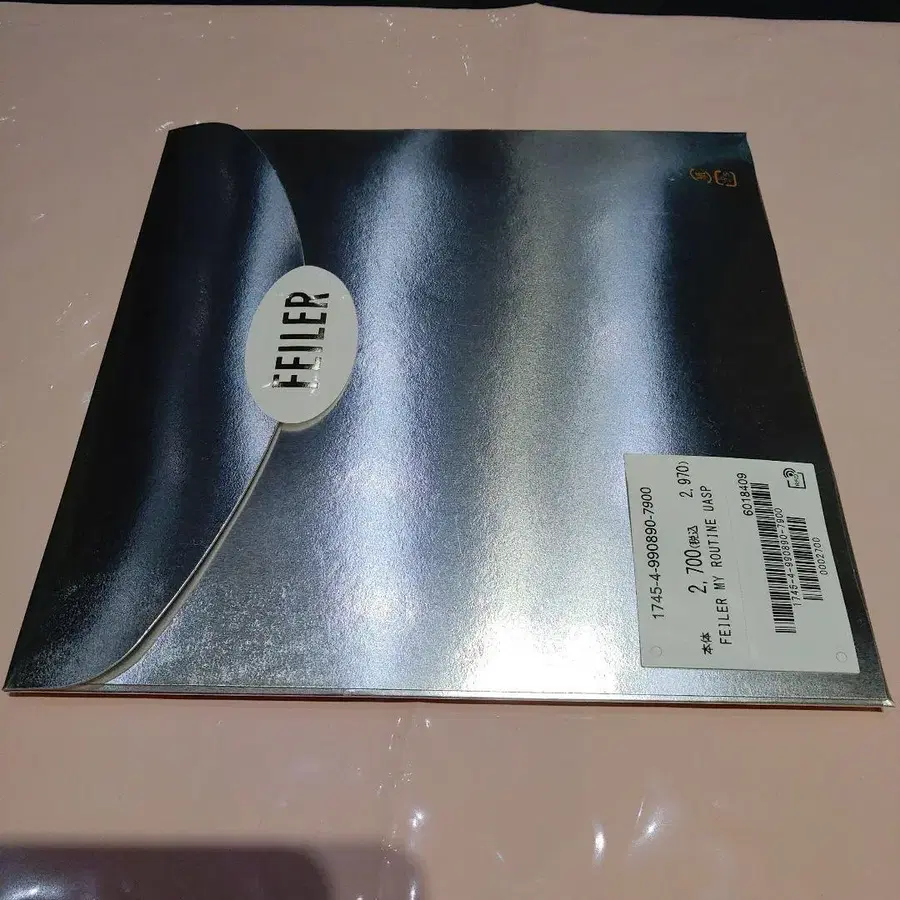 FEILER
1745-4-990890-7900
本体 2,700(税込 2,970)
FEILER MY ROUTINE UASP
6018409
1745-4-990890-7900
0002700